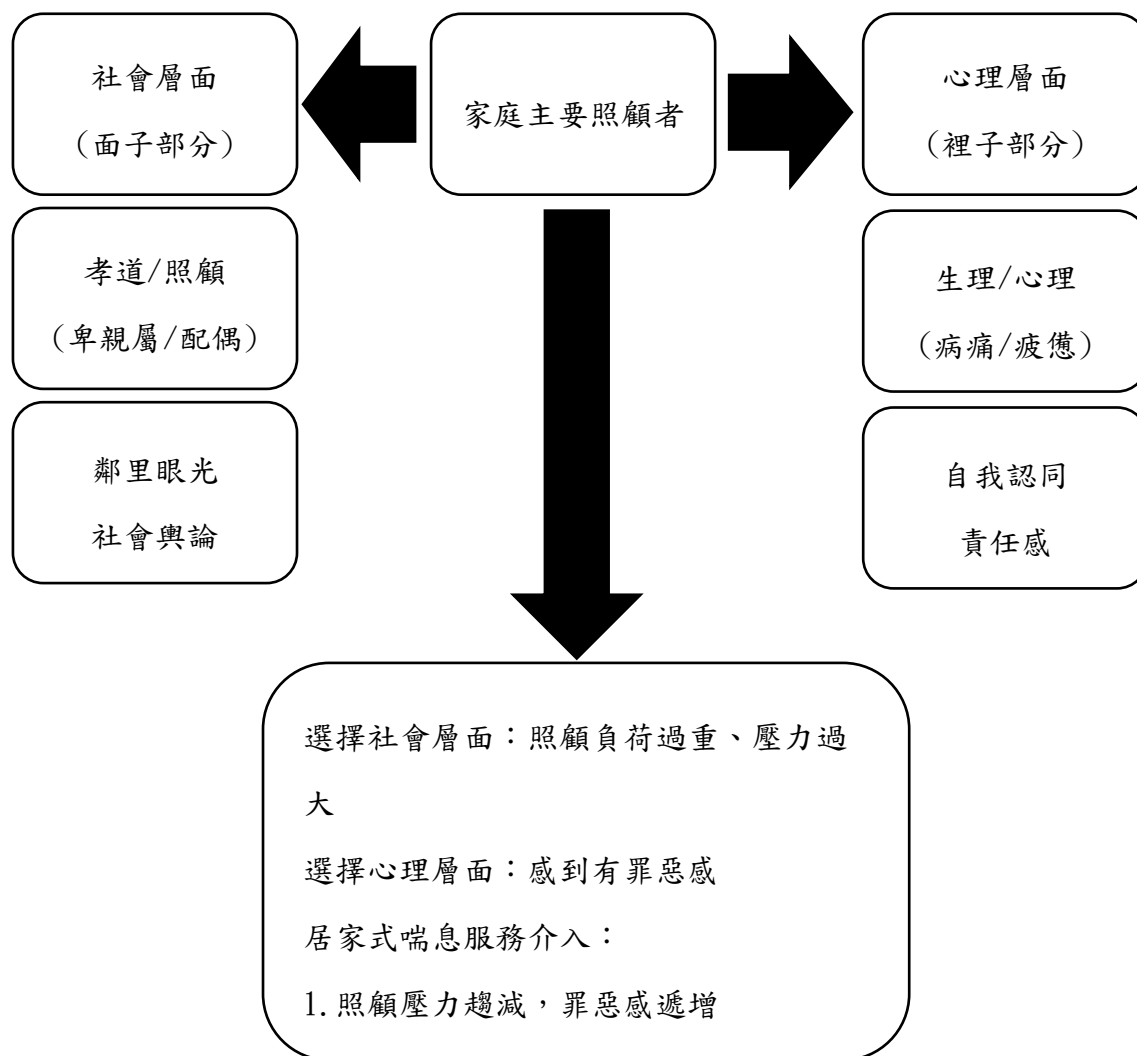 社會層面
(面子部分)
家庭主要照顧者
心理層面
(裡子部分)
孝道/照顧
(卑親屬/配偶)
生理/心理
(病痛/疲憊)
鄰里眼光
社會輿論
自我認同
責任感
選擇社會層面：照顧負荷過重、壓力過
大
選擇心理層面：感到有罪惡感
居家式喘息服務介入：
1.照顧壓力趨減，罪惡感遞增